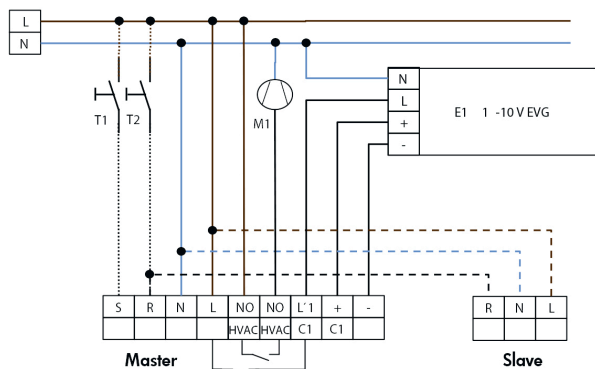 L
N
T1 T2
M1
N
L
+
-
E1 1 -10 V EVG
S R N L NO NO L´1 + -
HVAC HVAC C1 C1
R N L
Master
Slave